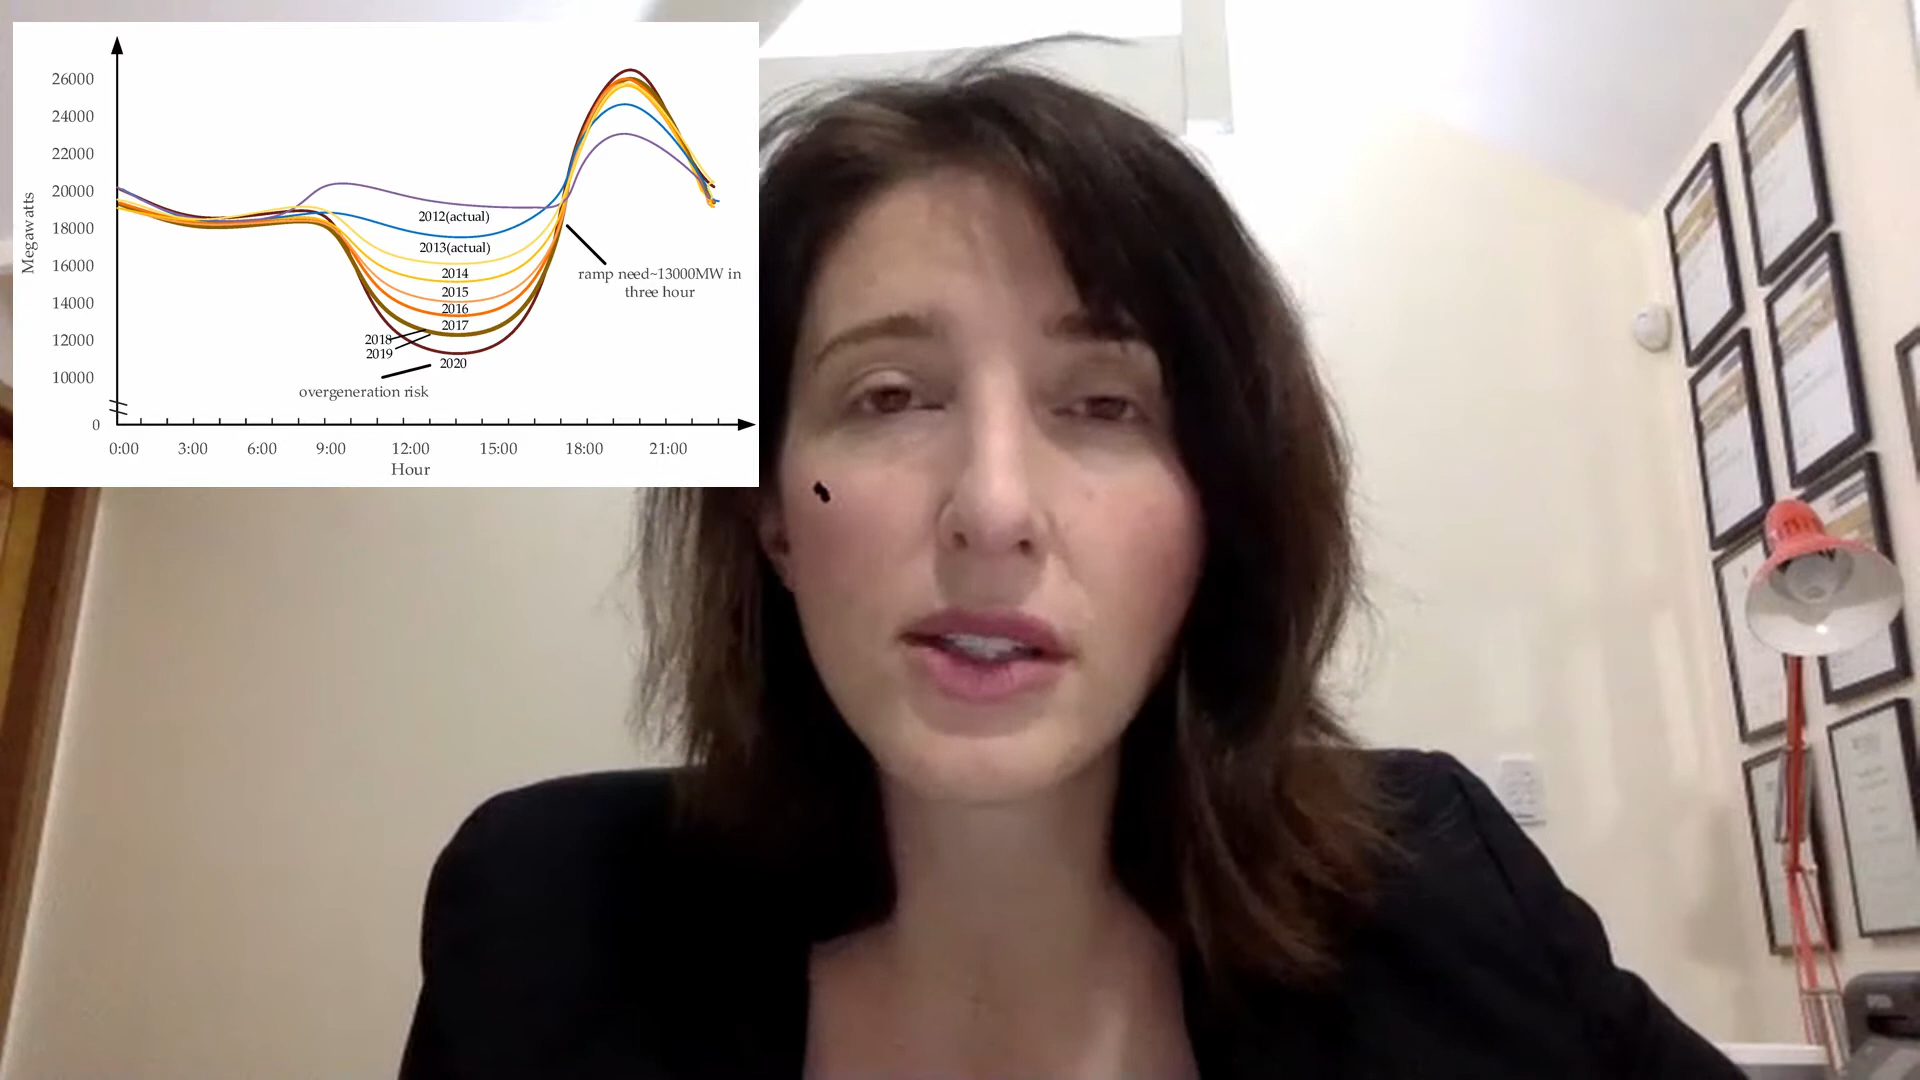 26000
24000
22000
20000
18000
16000
14000
12000
10000
0
Megawatts
2012(actual)
2013(actual)
2014
2015
2016
2017
2018
2019
2020
ramp need~13000MW in
three hour
overgeneration risk
0:00 3:00 6:00 9:00 12:00 15:00 18:00 21:00
Hour